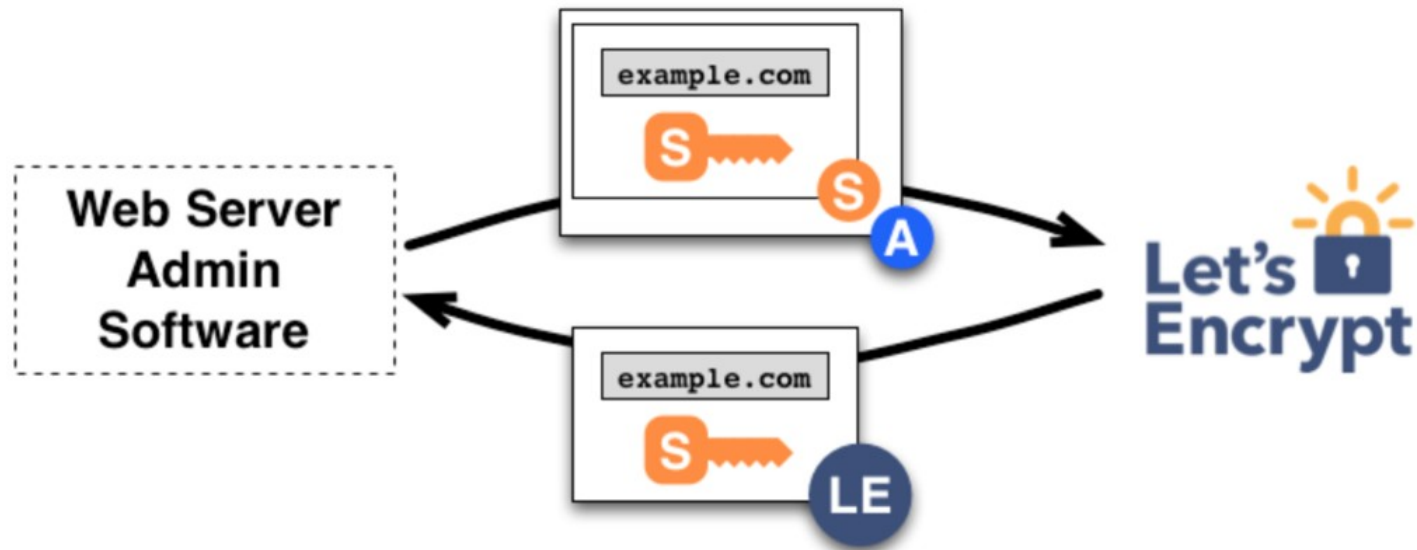 example.com
S
S
A
Web Server
Admin
Software
Let's
Encrypt
example.com
S
LE